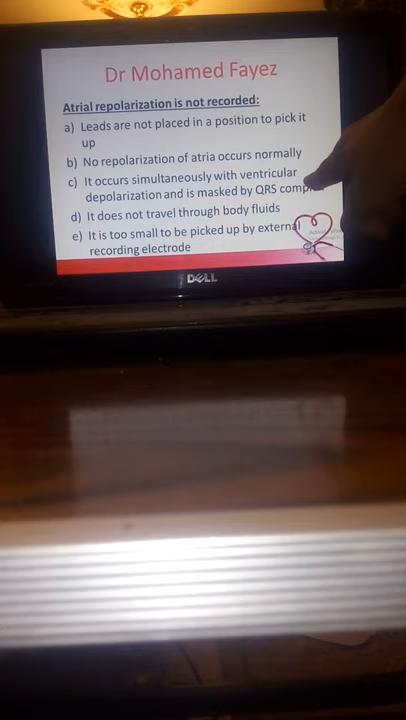 Dr Mohamed Fayez
Atrial repolarization is not recorded:
a) Leads are not placed in a position to pick it
up
b) No repolarization of atria occurs normally
c) It occurs simultaneously with ventricular
depolarization and is masked by QRS
d) It does not travel through body fluids
e) It is too small to be picked up by external
recording electrode
DELL